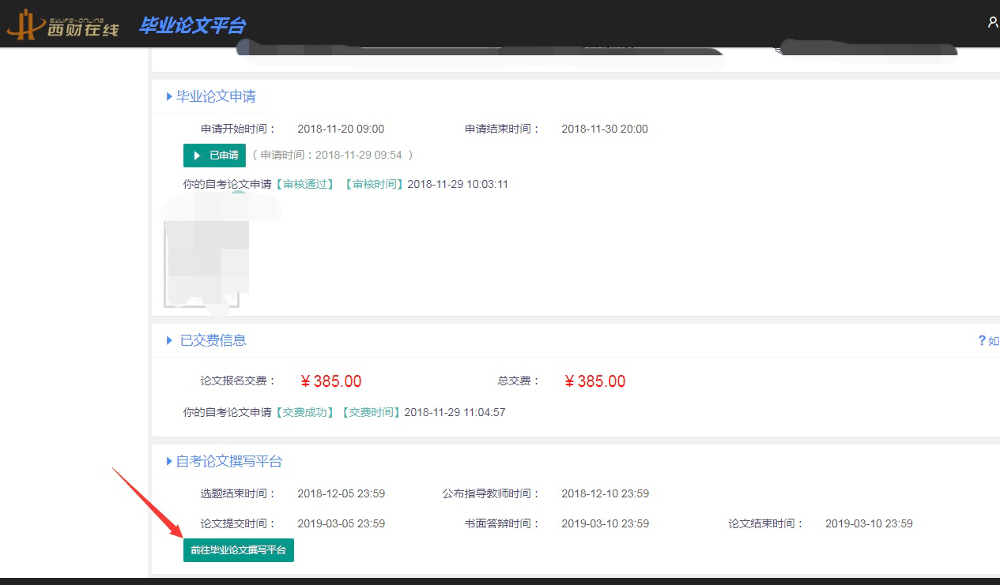 SWUFE-ONLINE
西财在线 毕业论文平台
毕业论文申请
申请开始时间： 2018-11-20 09:00 申请结束时间： 2018-11-30 20:00
已申请 （ 申请时间：2018-11-29 09:54 ）
你的自考论文申请【审核通过】 【审核时间】2018-11-29 10:03:11
已交费信息 ?如
论文报名交费： ￥385.00 总交费： ￥385.00
你的自考论文申请【交费成功】【交费时间】2018-11-29 11:04:57
自考论文撰写平台
选题结束时间： 2018-12-05 23:59 公布指导教师时间： 2018-12-10 23:59
论文提交时间： 2019-03-05 23:59 书面答辩时间： 2019-03-10 23:59 论文结束时间： 2019-03-10 23:59
前往毕业论文撰写平台